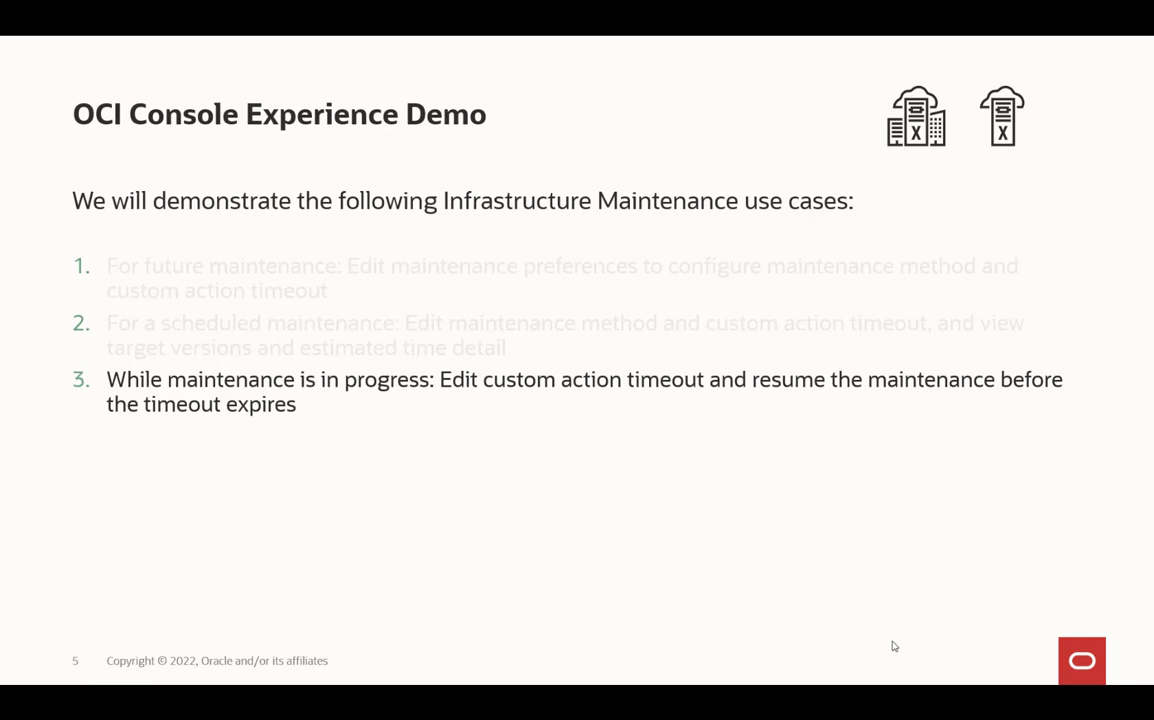 OCI Console Experience Demo
X X
We will demonstrate the following Infrastructure Maintenance use cases:
1. For future maintenance: Edit maintenance preferences to configure maintenance method and
custom action timeout
2. For a scheduled maintenance: Edit maintenance method and custom action timeout, and view
target versions and estimated time detail
3. While maintenance is in progress: Edit custom action timeout and resume the maintenance before
the timeout expires
5 Copyright © 2022, Oracle and/or its affiliates